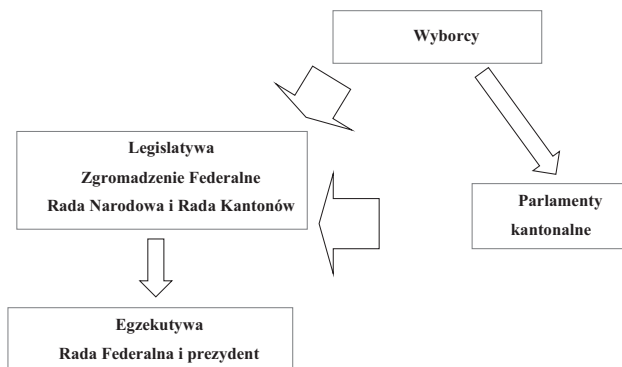 Wyborcy
Legislatywa
Zgromadzenie Federalne
Rada Narodowa i Rada Kantonów
Parlamenty
kantonalne
Egzekutywa
Rada Federalna i prezydent